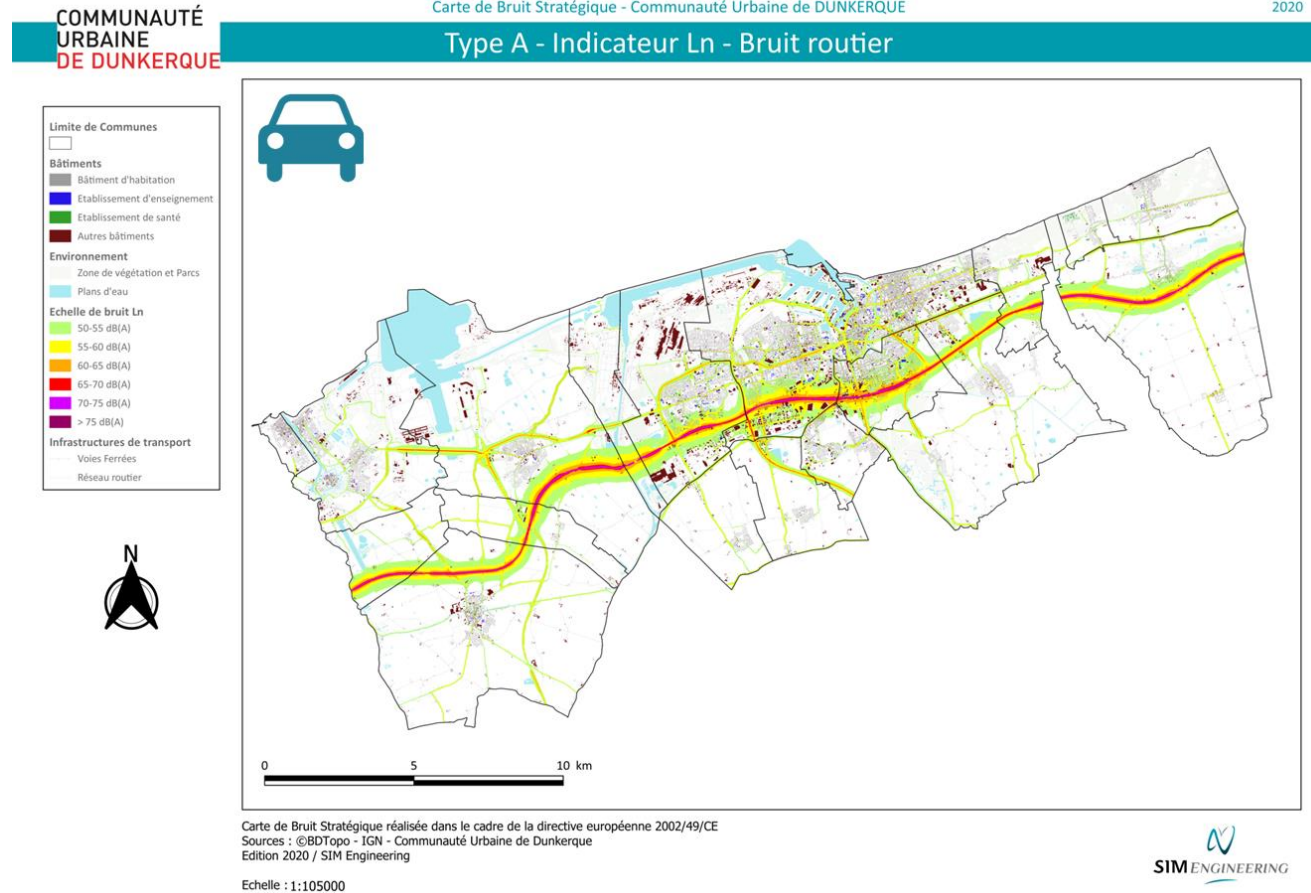 Carte de Bruit Stratégique - Communauté Urbaine de DUNKERQUE
2020
COMMUNAUTÉ
URBAINE
DE DUNKERQUE
Type A - Indicateur Ln - Bruit routier
Limite de Communes
Bâtiments
Bâtiment d'habitation
Etablissement d'enseignement
Etablissement de santé
Autres bâtiments
Environnement
Zone de végétation et Parcs
Plans d'eau
Echelle de bruit Ln
50-55 dB(A)
55-60 dB(A)
60-65 dB(A)
65-70 dB(A)
70-75 dB(A)
> 75 dB(A)
Infrastructures de transport
Voies Ferrées
Réseau routier
N
0 5 10 km
Carte de Bruit Stratégique réalisée dans le cadre de la directive européenne 2002/49/CE
Sources : ©BDTopo - IGN - Communauté Urbaine de Dunkerque
Edition 2020 / SIM Engineering
Echelle : 1:105000
SIM ENGINEERING